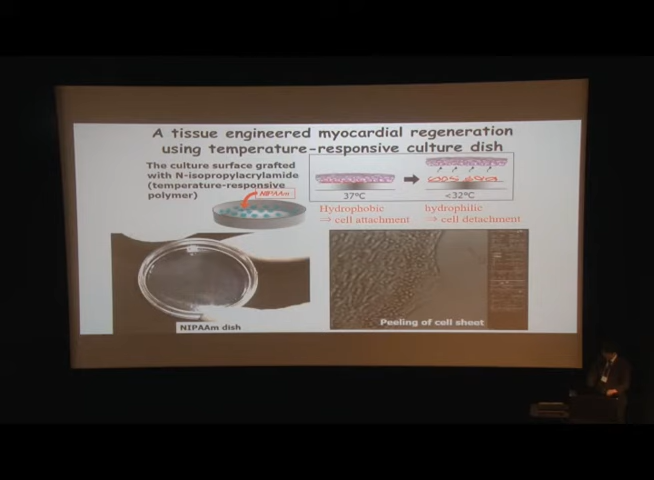 A tissue engineered myocardial regeneration
using temperature-responsive culture dish
The culture surface grafted
with N-isopropylacrylamide
(temperature-responsive
polymer)
NIPAAm
37°C
<32°C
Hydrophobic
⇒ cell attachment
hydrophilic
⇒ cell detachment
NIPAAm dish
Peeling of cell sheet